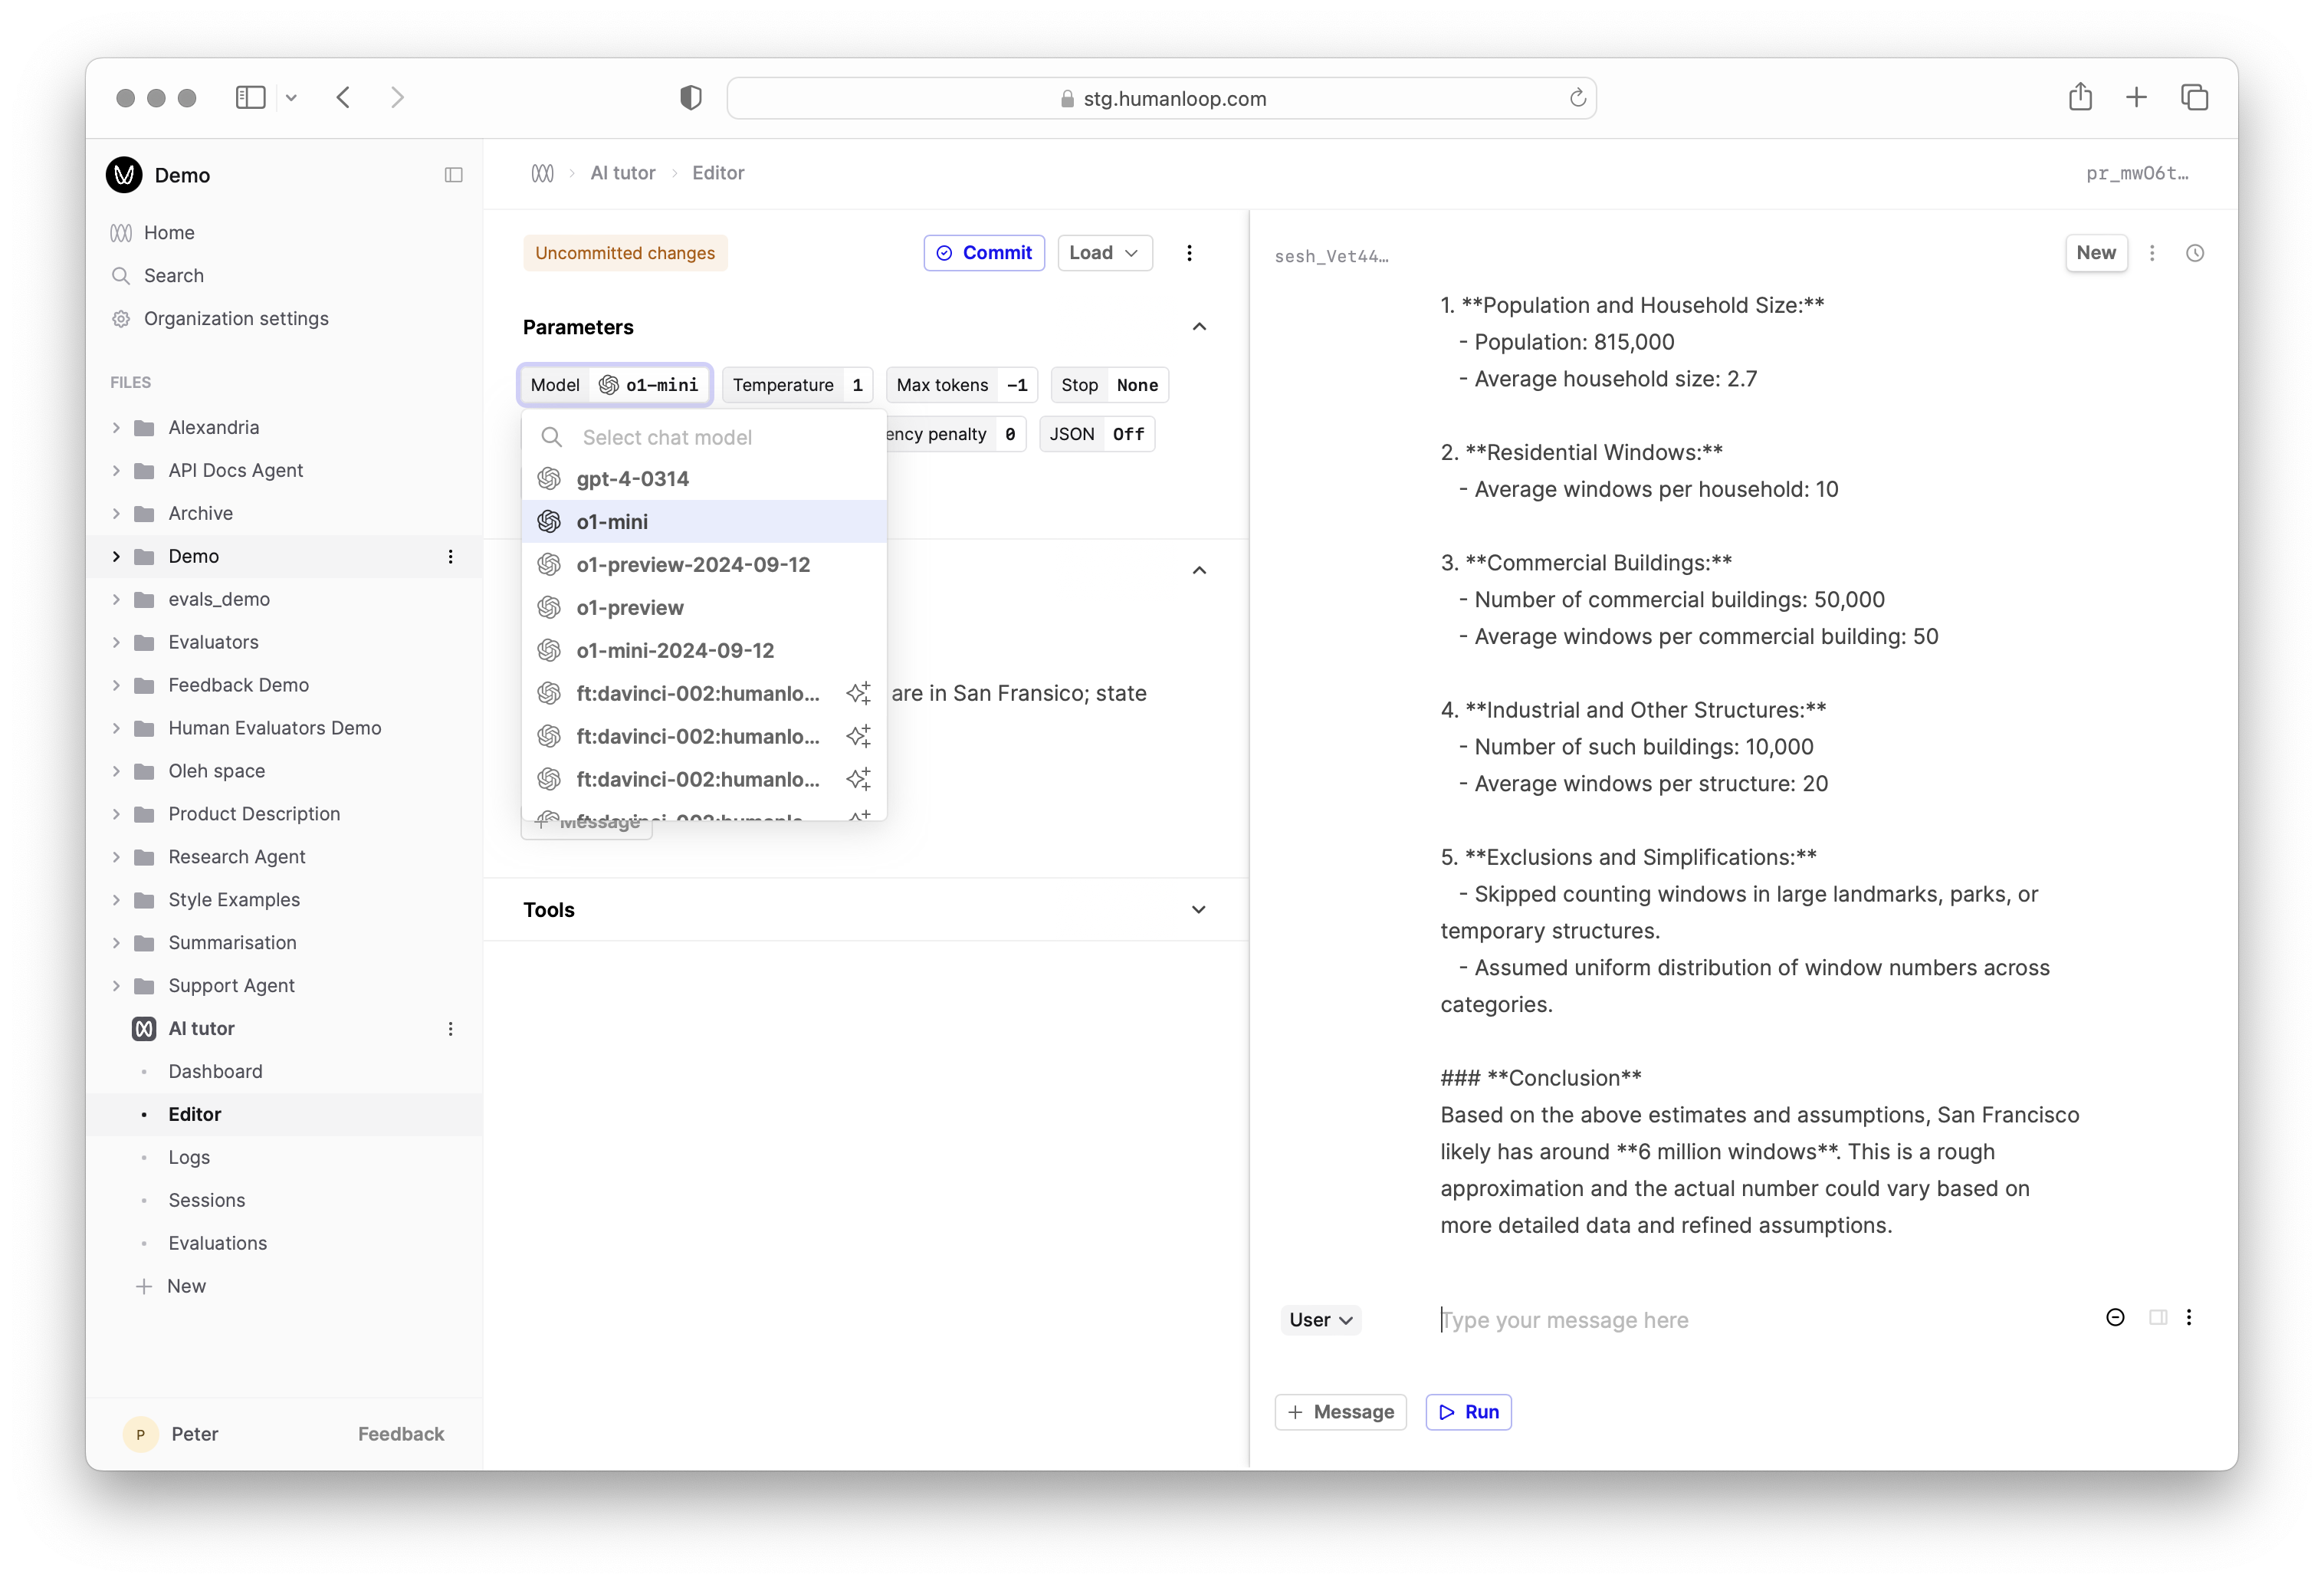 stg.humanloop.com
Demo
Home
Search
Organization settings
FILES
Alexandria
API Docs Agent
Archive
Demo
evals_demo
Evaluators
Feedback Demo
Human Evaluators Demo
Oleh space
Product Description
Research Agent
Style Examples
Summarisation
Support Agent
AI tutor
Dashboard
Editor
Logs
Sessions
Evaluations
New
P Peter Feedback
AI tutor > Editor
pr_mwO6t…
Uncommitted changes Commit Load
Parameters
Model o1-mini Temperature 1 Max tokens -1 Stop None
ency penalty 0 JSON Off
Select chat model
gpt-4-0314
o1-mini
o1-preview-2024-09-12
o1-preview
o1-mini-2024-09-12
ft:davinci-002:humanlo...
are in San Fransico; state
ft:davinci-002:humanlo...
ft:davinci-002:humanlo...
ft:davinci-002:humanlo
Message
Tools
sesh_Vet44…
New
1. **Population and Household Size:**
- Population: 815,000
- Average household size: 2.7
2. **Residential Windows:**
- Average windows per household: 10
3. **Commercial Buildings:**
- Number of commercial buildings: 50,000
- Average windows per commercial building: 50
4. **Industrial and Other Structures:**
- Number of such buildings: 10,000
- Average windows per structure: 20
5. **Exclusions and Simplifications:**
- Skipped counting windows in large landmarks, parks, or
temporary structures.
- Assumed uniform distribution of window numbers across
categories.
### **Conclusion**
Based on the above estimates and assumptions, San Francisco
likely has around **6 million windows**. This is a rough
approximation and the actual number could vary based on
more detailed data and refined assumptions.
User
Type your message here
+ Message Run